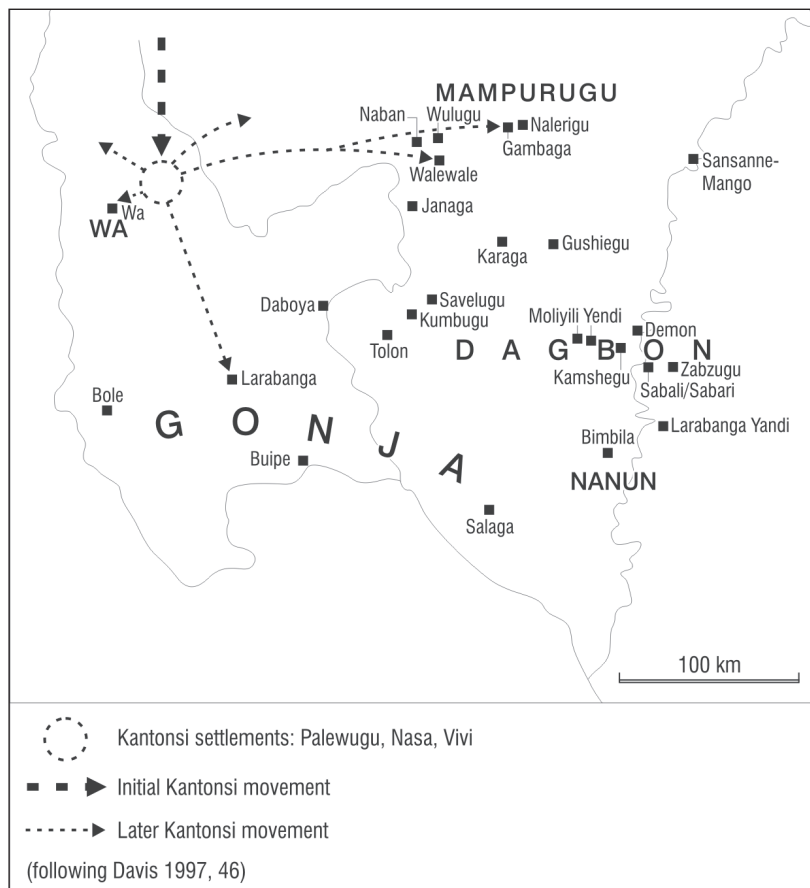 MAMPURUGU
Naban
Wulugu
Nalerigu
Gambaga
Walewale
Sansanne-
Mango
Wa
WA
Janaga
Karaga
Gushiegu
Daboya
Savelugu
Kumbugu
Tolon
Moliyili
Yendi
Demon
DAGBON
Kamshegu
Zabzugu
Sabali/Sabari
Larabanga
Bole
GONJA
Larabanga Yandi
Bimbila
Buipe
NANUN
Salaga
100 km
Kantonsi settlements: Palewugu, Nasa, Vivi
Initial Kantonsi movement
Later Kantonsi movement
(following Davis 1997, 46)